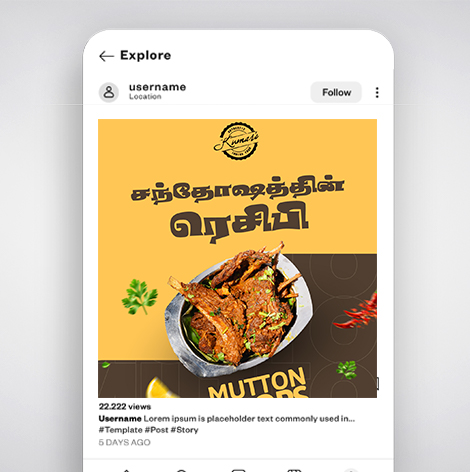 Explore
username
Location
Follow
Kumar's
சந்தோஷத்தின்
ரெசிபி
MUTTON
22.222 views
Username Lorem ipsum is placeholder text commonly used in...
#Template #Post #Story
5 DAYS AGO